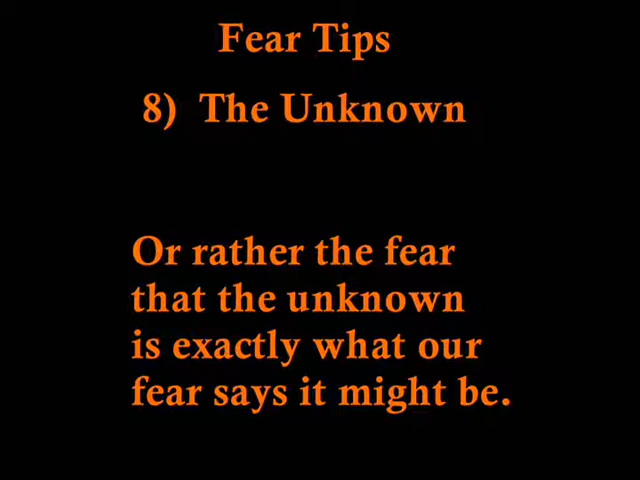 Fear Tips
8) The Unknown
Or rather the fear
that the unknown
is exactly what our
fear says it might be.